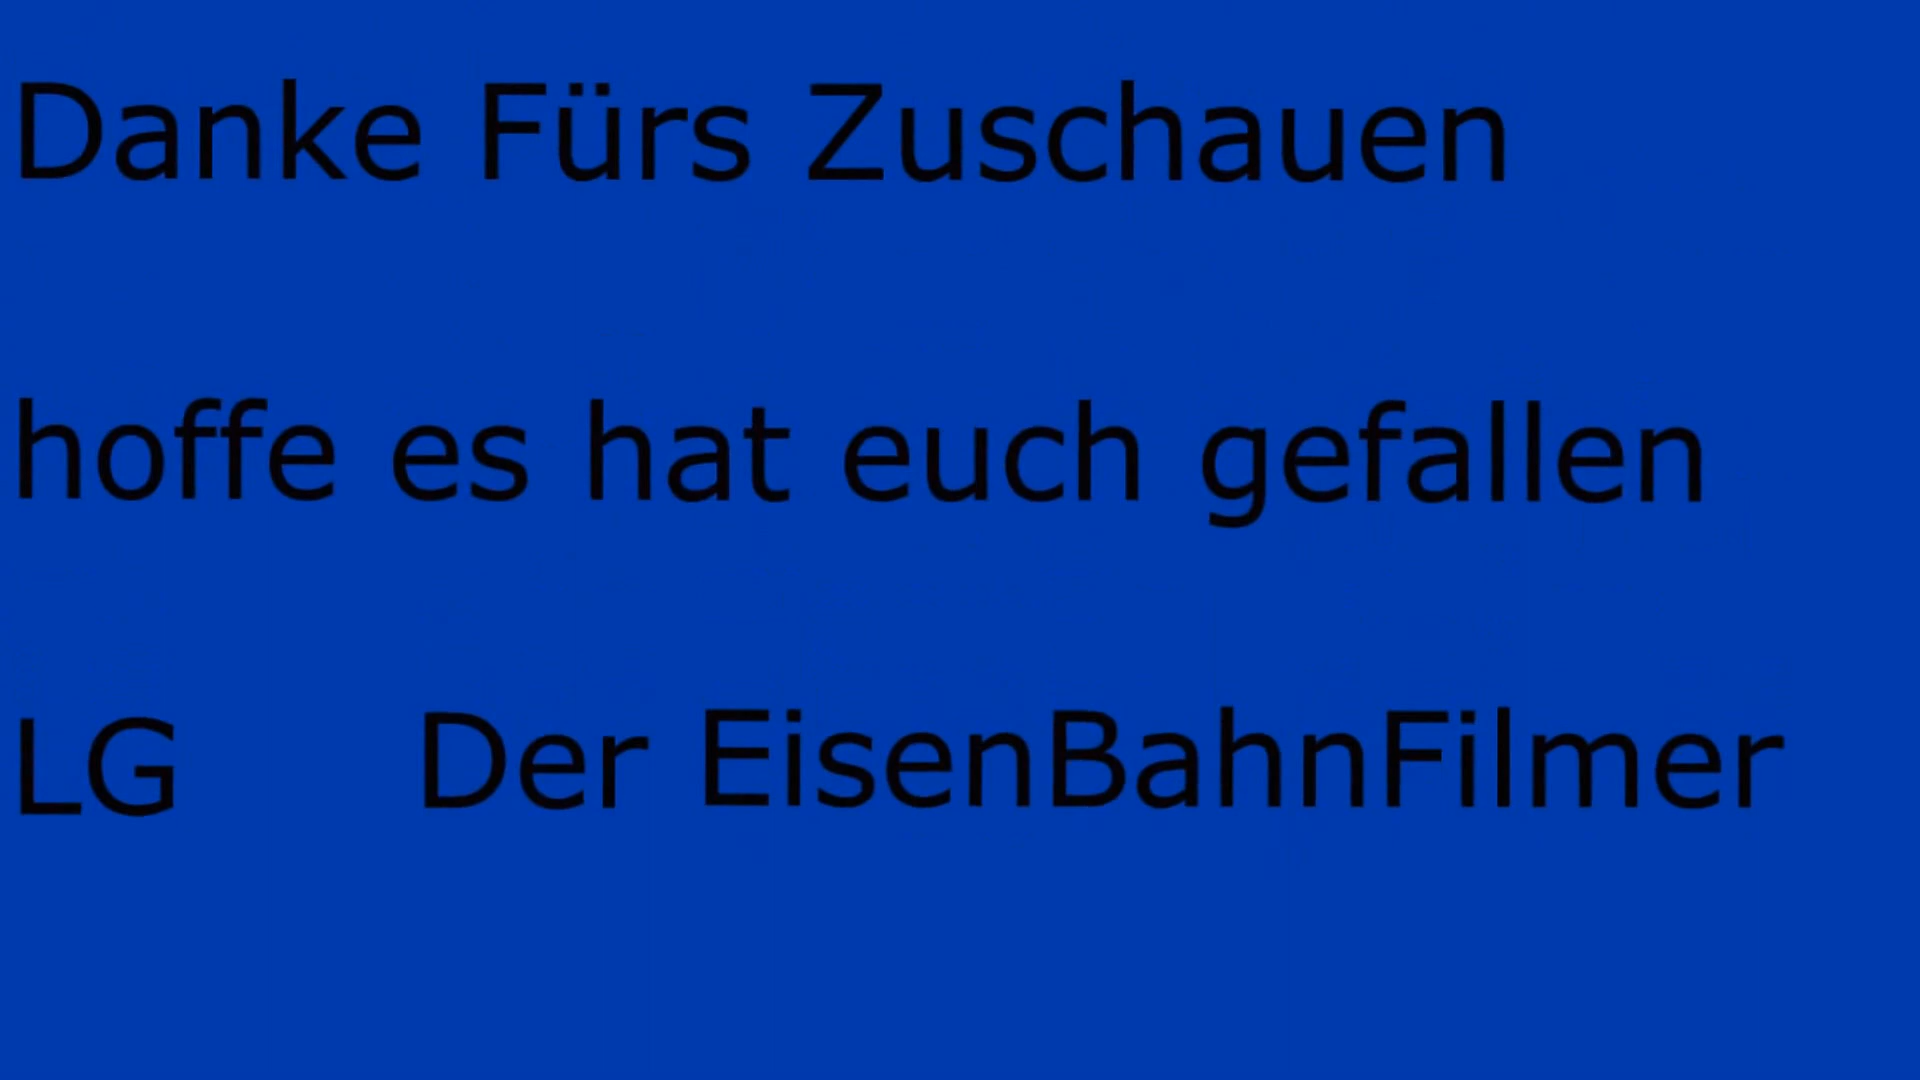 Danke Fürs Zuschauen
hoffe es hat euch gefallen
LG Der EisenBahnFilmer